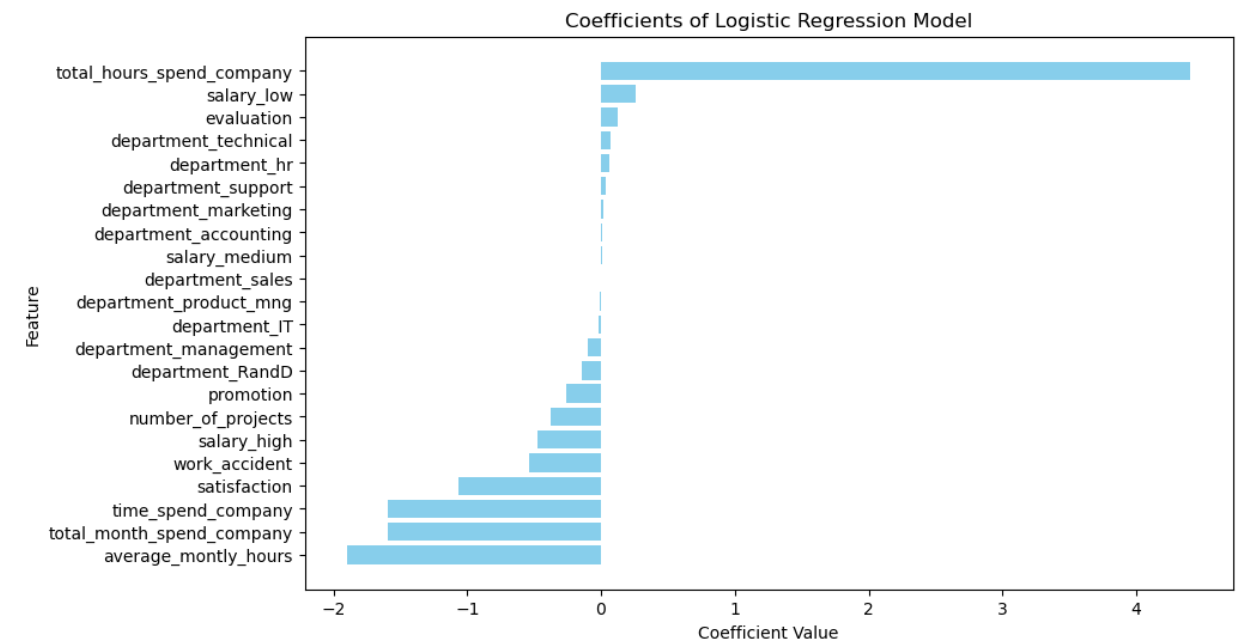 Coefficients of Logistic Regression Model
total_hours_spend_company
salary_low
evaluation
department_technical
department_hr
department_support
department_marketing
department_accounting
salary_medium
department_sales
department_product_mng
department_IT
department_management
department_RandD
promotion
number_of_projects
salary_high
work_accident
satisfaction
time_spend_company
total_month_spend_company
average_montly_hours
Feature
−2 −1 0 1 2 3 4
Coefficient Value